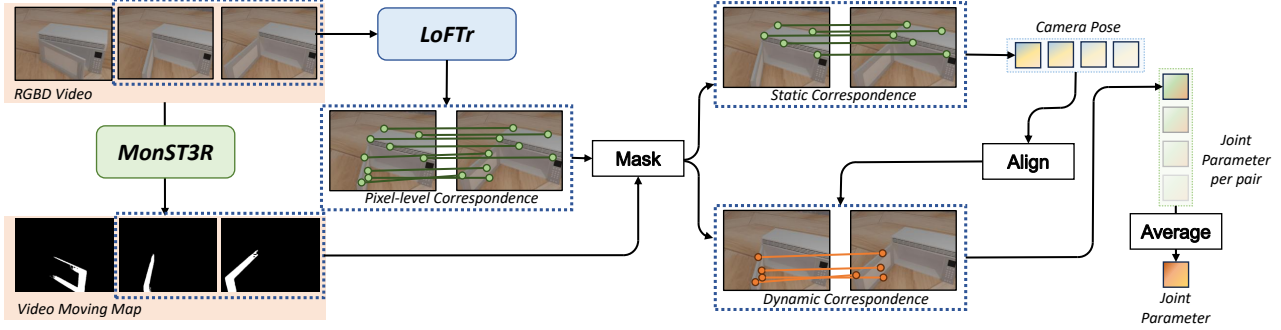 RGBD Video
LoFTr
MonST3R
Pixel-level Correspondence
Video Moving Map
Mask
Static Correspondence
Camera Pose
Align
Dynamic Correspondence
Joint
Parameter
per pair
Average
Joint
Parameter